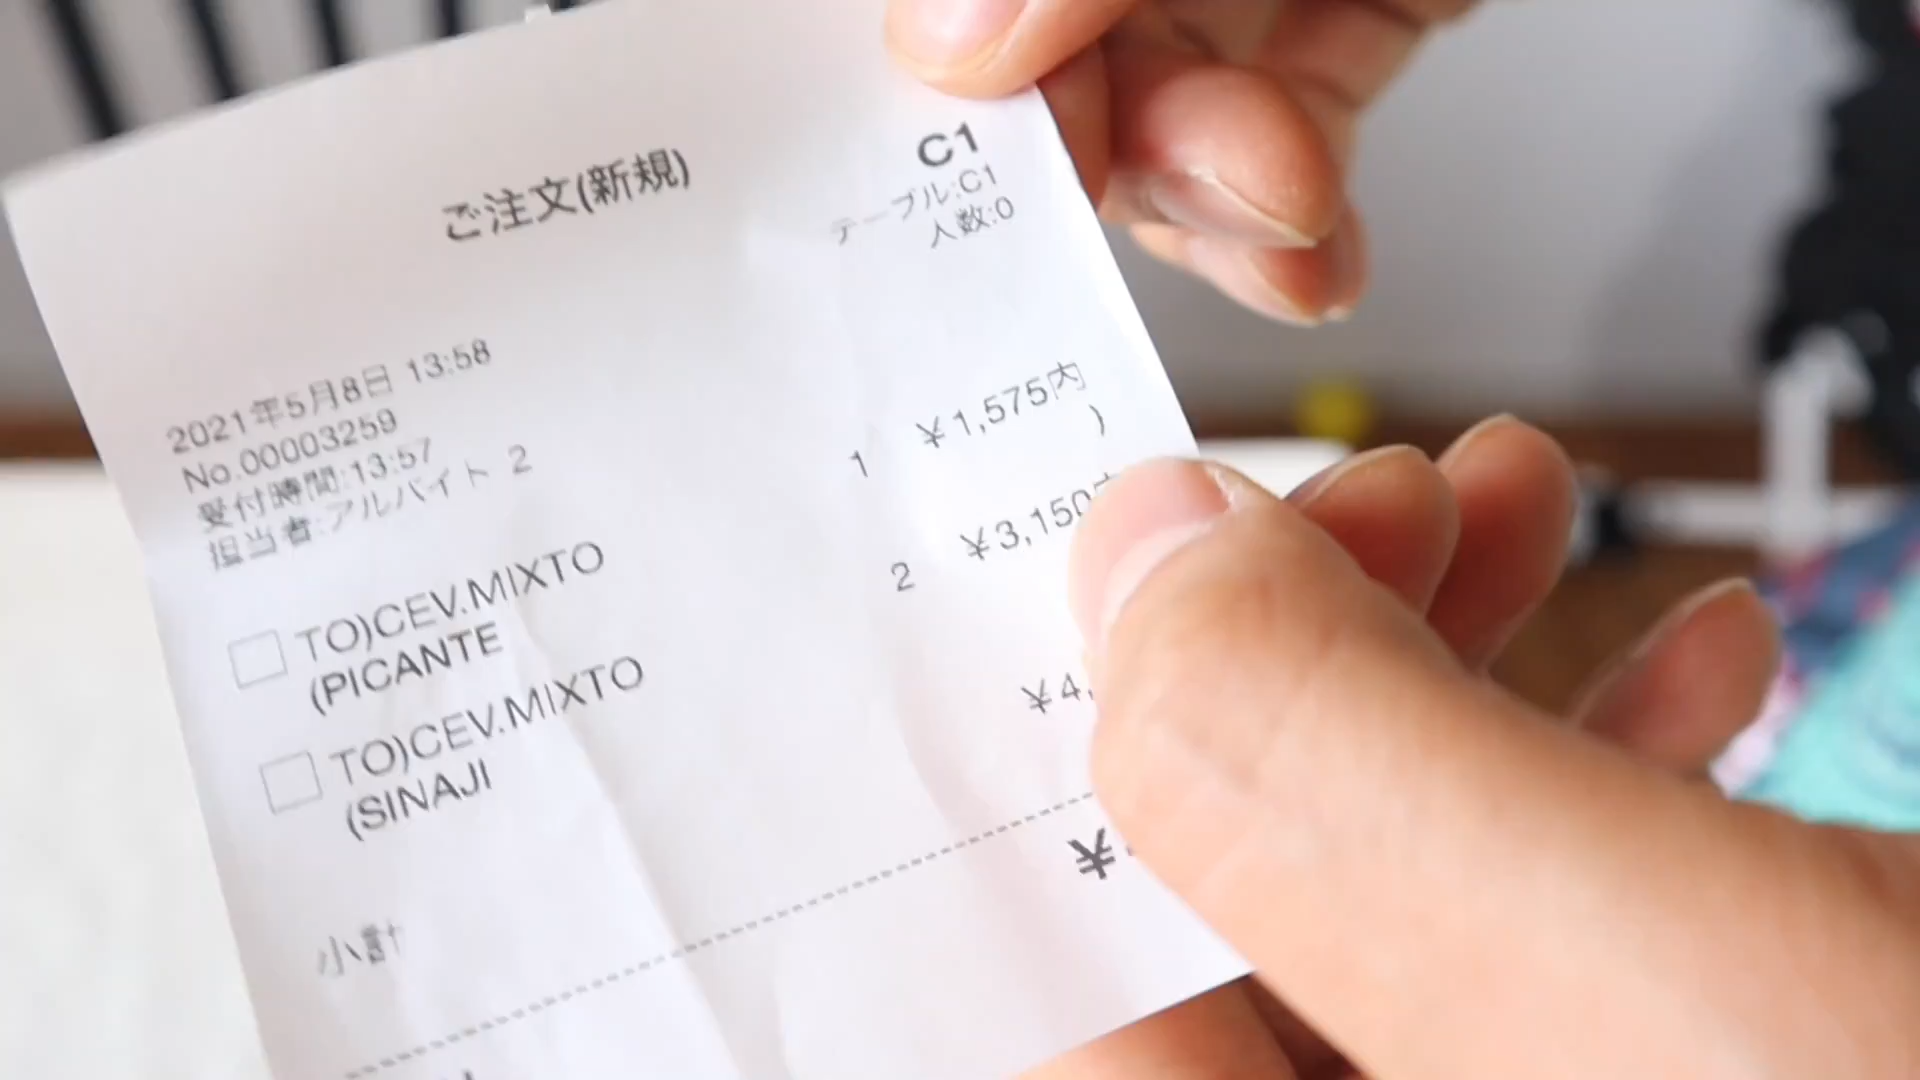 ご注文(新規)
C1
テーブル:C1
人数:0
2021年5月8日 13:58
No.00003259
受付時間:13:57
担当者:アルバイト 2
TO)CEV.MIXTO 1 ¥1,575内
(PICANTE )
TO)CEV.MIXTO 2 ¥3,150
(SINAJI
小計 ¥4,
¥